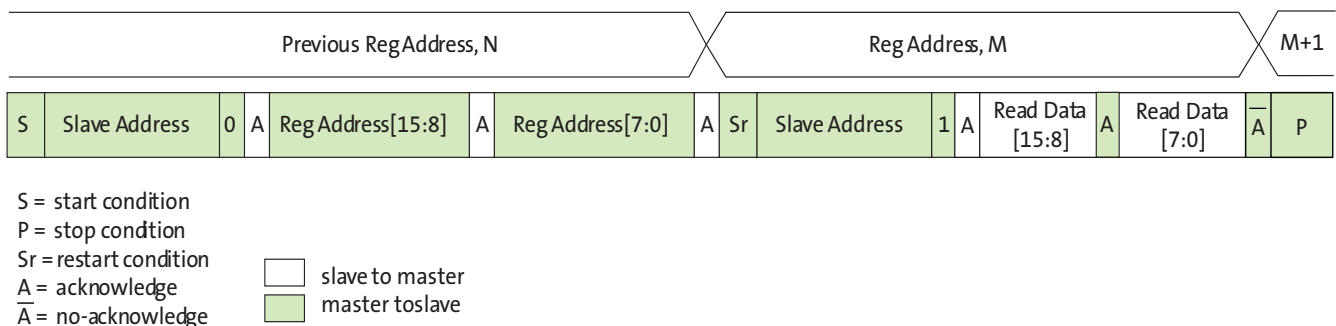 Previous Reg Address, N Reg Address, M M+1
S Slave Address 0 A Reg Address[15:8] A Reg Address[7:0] A Sr Slave Address 1 A Read Data [15:8] A Read Data [7:0] A̅ P
S = start condition
P = stop condition
Sr = restart condition
A = acknowledge
A̅ = no-acknowledge
slave to master
master toslave